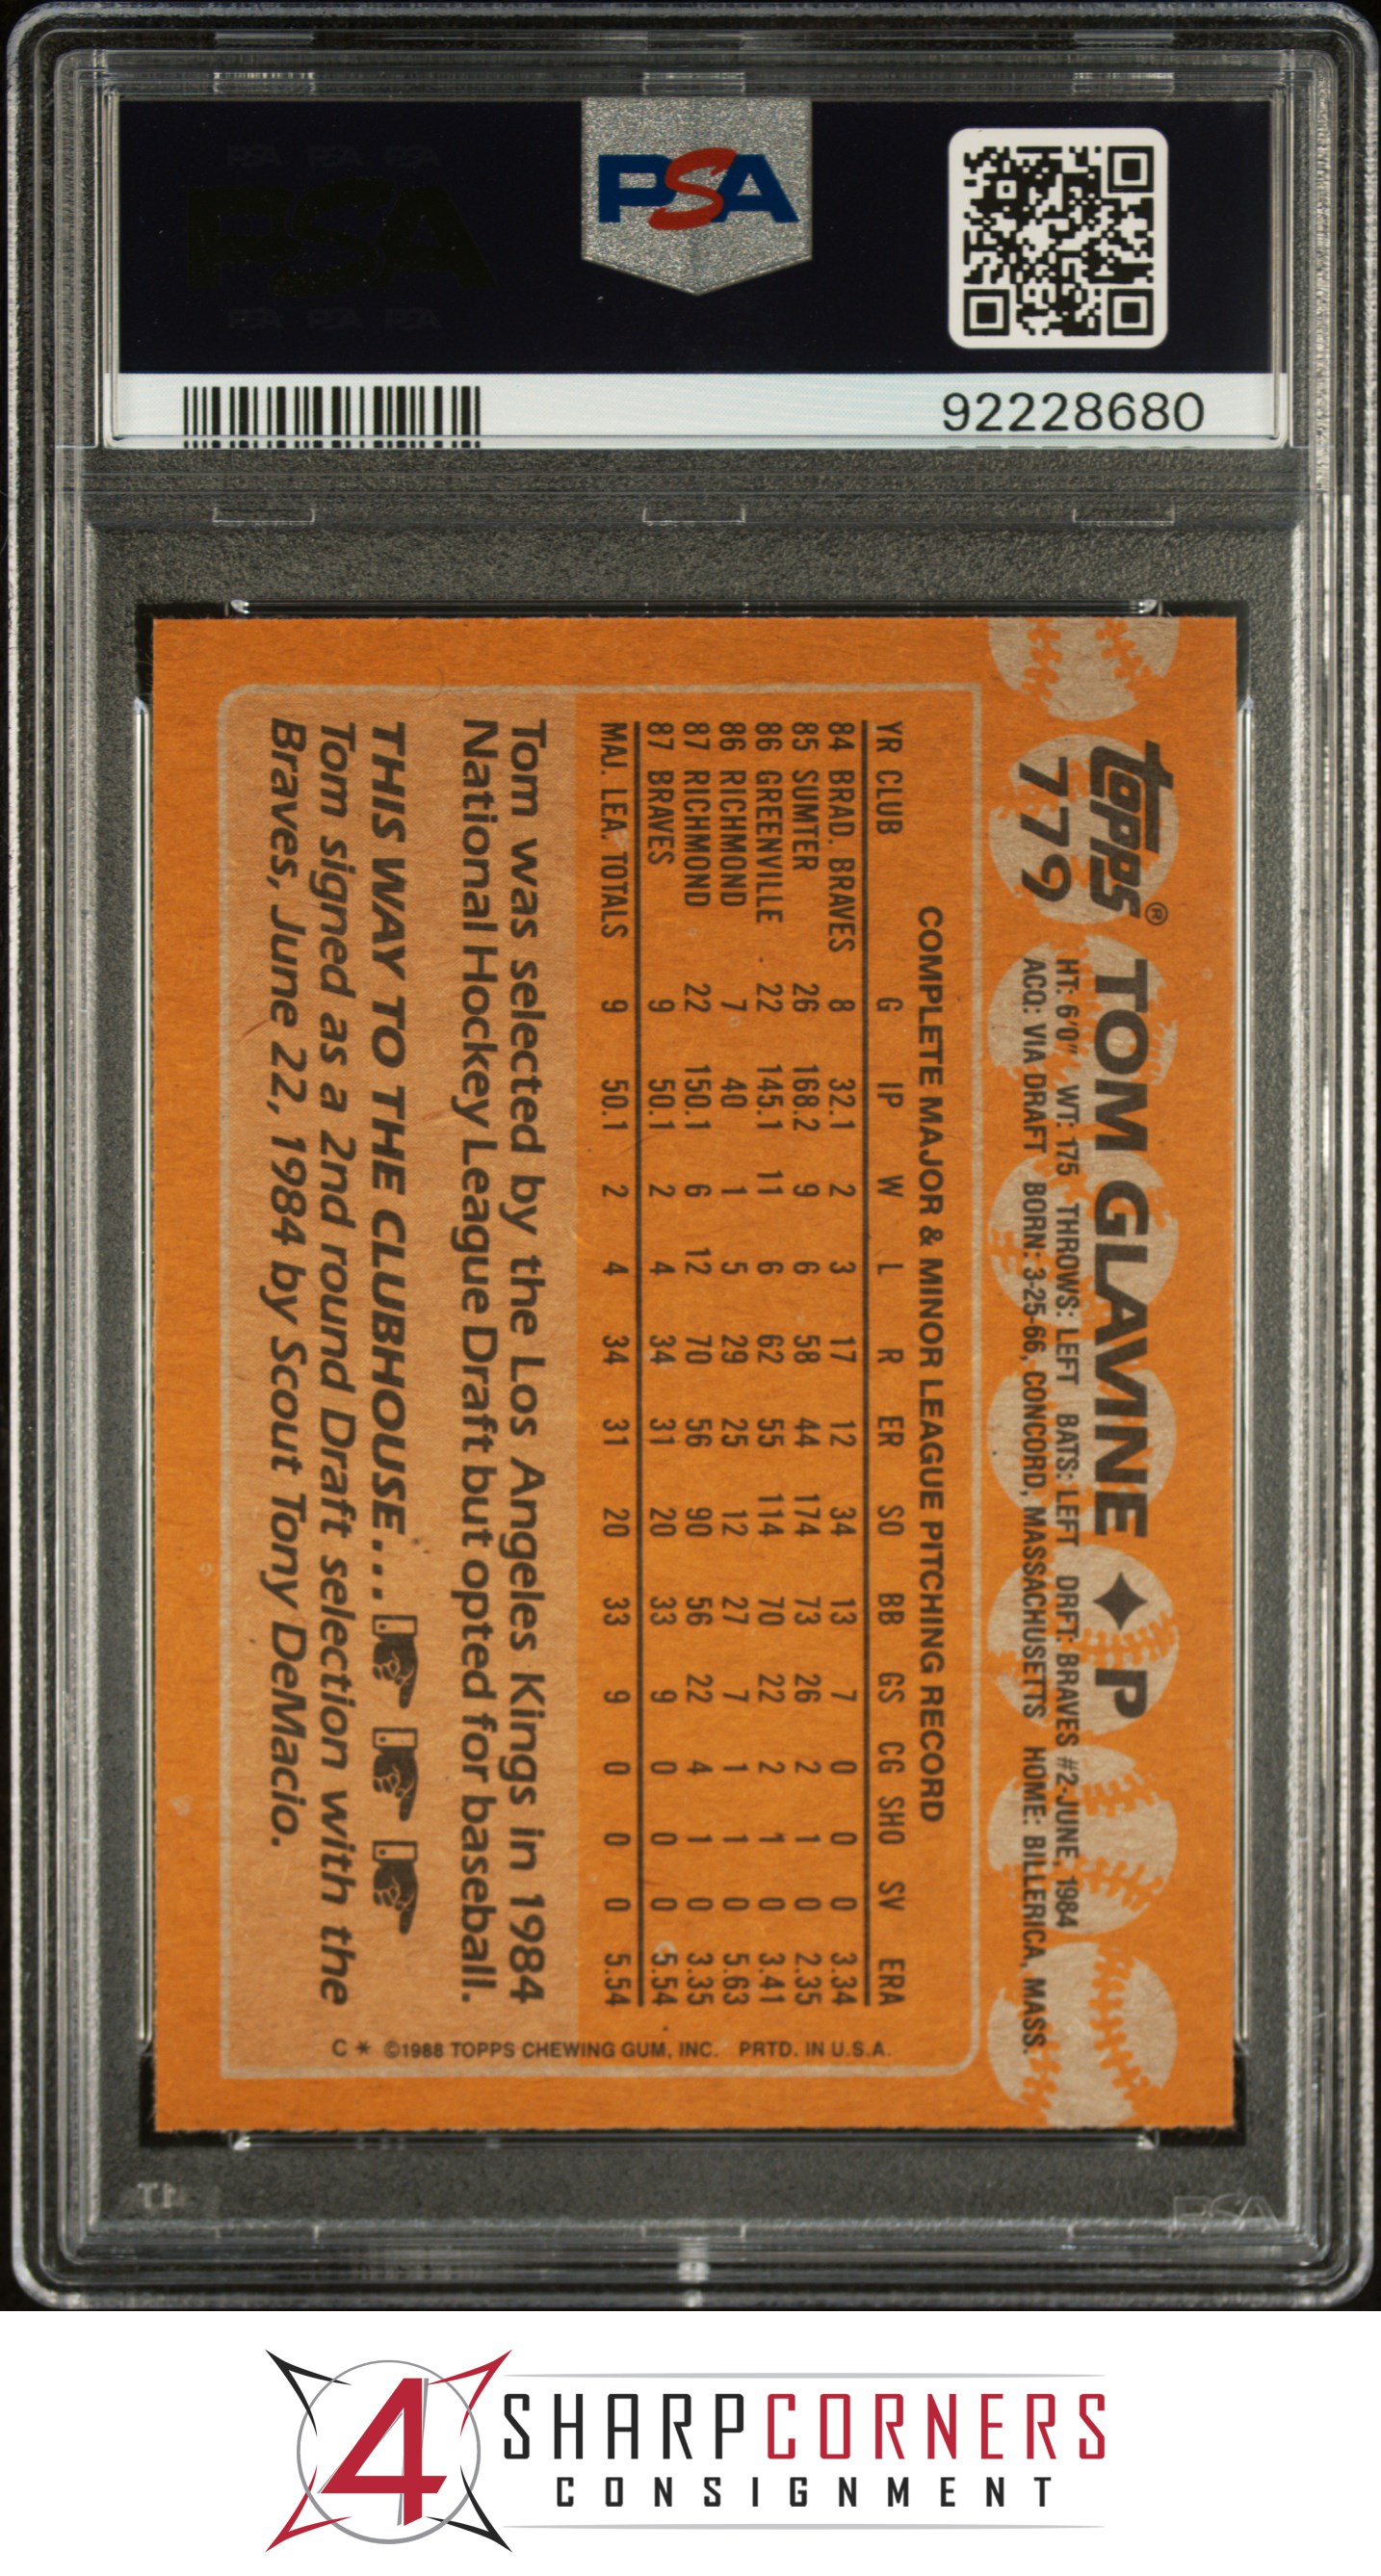 PSA PSA PSA
PSA
PSA PSA PSA
PSA
92228680
topps®
779
TOM GLAVINE ✦ P
HT: 6'0" WT: 175 THROWS: LEFT BATS: LEFT DRFT: BRAVES #2-JUNE, 1984
ACQ: VIA DRAFT BORN: 3-25-66, CONCORD, MASSACHUSETTS HOME: BILLERICA, MASS.
COMPLETE MAJOR & MINOR LEAGUE PITCHING RECORD
YR CLUB G IP W L R ER SO BB GS CG SHO SV ERA
84 BRAD. BRAVES 8 32.1 2 3 17 12 34 13 7 0 0 0 3.34
85 SUMTER 26 168.2 9 6 58 44 174 73 26 2 1 0 2.35
86 GREENVILLE 22 145.1 11 6 62 55 114 70 22 2 1 0 3.41
86 RICHMOND 7 40 1 5 29 25 12 27 7 1 1 0 5.63
87 RICHMOND 22 150.1 6 12 70 56 90 56 22 4 1 0 3.35
87 BRAVES 9 50.1 2 4 34 31 20 33 9 0 0 0 5.54
MAJ. LEA. TOTALS 9 50.1 2 4 34 31 20 33 9 0 0 0 5.54
Tom was selected by the Los Angeles Kings in 1984
National Hockey League Draft but opted for baseball.
THIS WAY TO THE CLUBHOUSE...
Tom signed as a 2nd round Draft selection with the
Braves, June 22, 1984 by Scout Tony DeMacio.
C * ©1988 TOPPS CHEWING GUM, INC. PRTD. IN U.S.A.
PSA
4
SHARPCORNERS
CONSIGNMENT